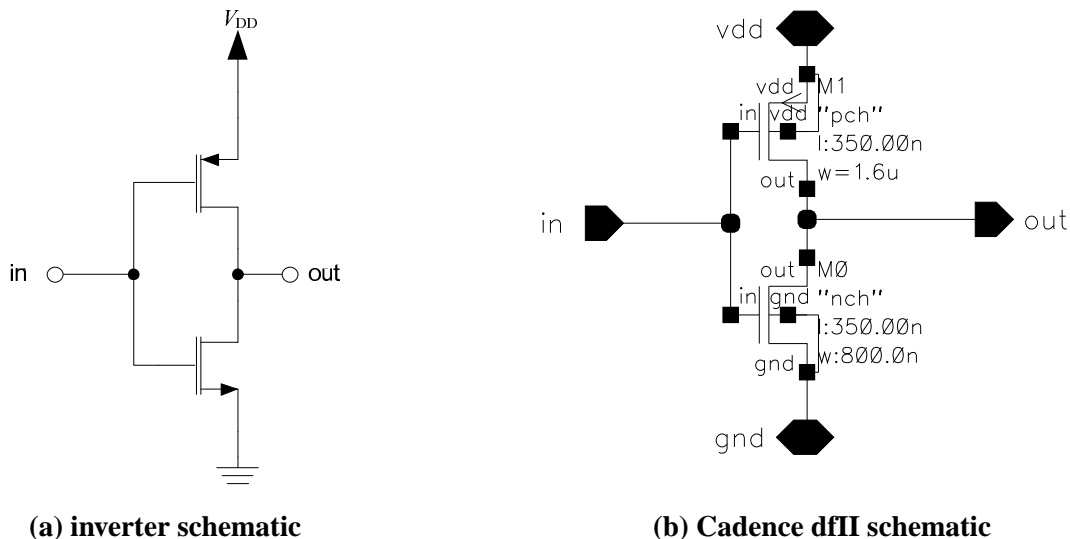 V_DD
in
out
(a) inverter schematic
vdd
vdd M1
in vdd "pch"
l:350.00n
out w=1.6u
in
out
out M0
in gnd "nch"
l:350.00n
gnd w:800.0n
gnd
(b) Cadence dfII schematic